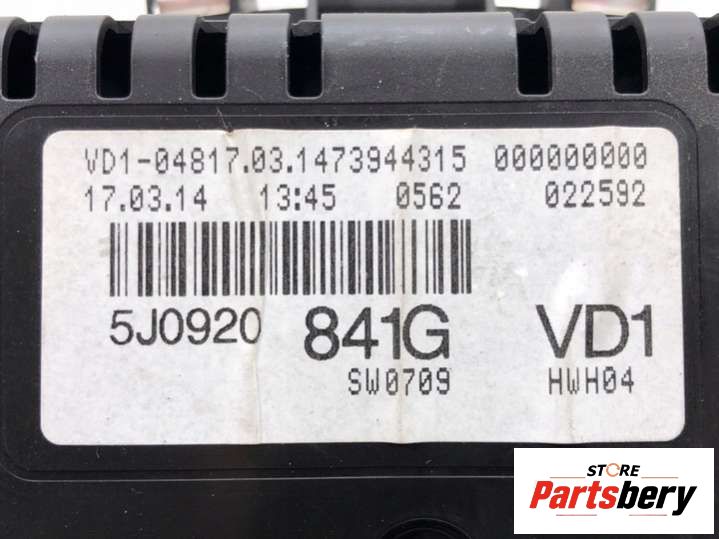 VD1-04817.03.1473944315 000000000
17.03.14 13:45 0562 022592
5J0920 841G VD1
SW0709 HWH04
STORE
Partsbery